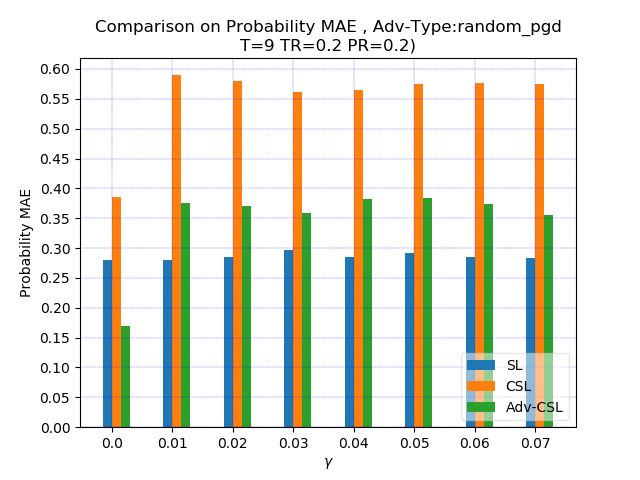 Comparison on Probability MAE , Adv-Type:random_pgd
T=9 TR=0.2 PR=0.2)
0.60
0.55
0.50
0.45
0.40
0.35
0.30
0.25
0.20
0.15
0.10
0.05
0.00
Probability MAE
SL
CSL
Adv-CSL
0.0 0.01 0.02 0.03 0.04 0.05 0.06 0.07
γ